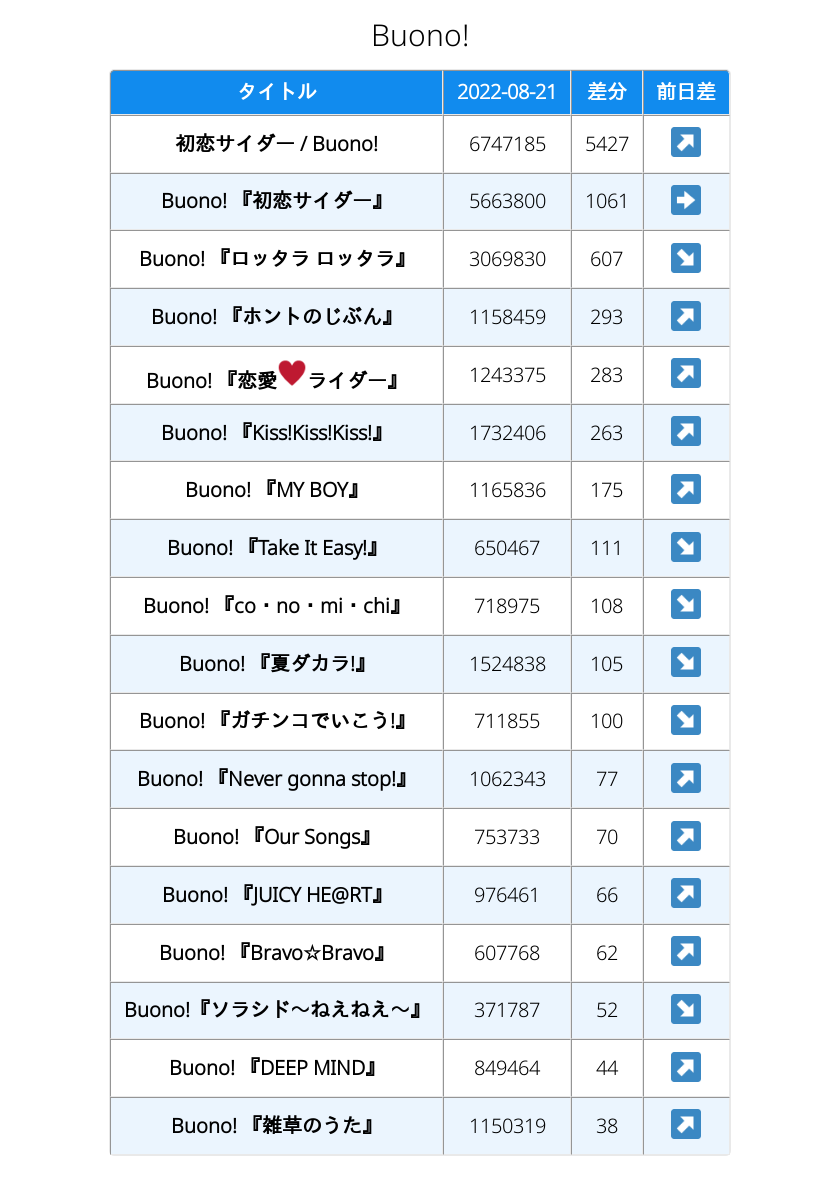 Buono!
タイトル 2022-08-21 差分 前日差
初恋サイダー / Buono! 6747185 5427 ↗
Buono! 『初恋サイダー』 5663800 1061 ➡
Buono! 『ロッタラ ロッタラ』 3069830 607 ↘
Buono! 『ホントのじぶん』 1158459 293 ↗
Buono! 『恋愛♥ライダー』 1243375 283 ↗
Buono! 『Kiss!Kiss!Kiss!』 1732406 263 ↗
Buono! 『MY BOY』 1165836 175 ↗
Buono! 『Take It Easy!』 650467 111 ↘
Buono! 『co・no・mi・chi』 718975 108 ↘
Buono! 『夏ダカラ!』 1524838 105 ↘
Buono! 『ガチンコでいこう!』 711855 100 ↘
Buono! 『Never gonna stop!』 1062343 77 ↗
Buono! 『Our Songs』 753733 70 ↗
Buono! 『JUICY HE@RT』 976461 66 ↗
Buono! 『Bravo☆Bravo』 607768 62 ↗
Buono!『ソラシド～ねえねえ～』 371787 52 ↘
Buono! 『DEEP MIND』 849464 44 ↗
Buono! 『雑草のうた』 1150319 38 ↗